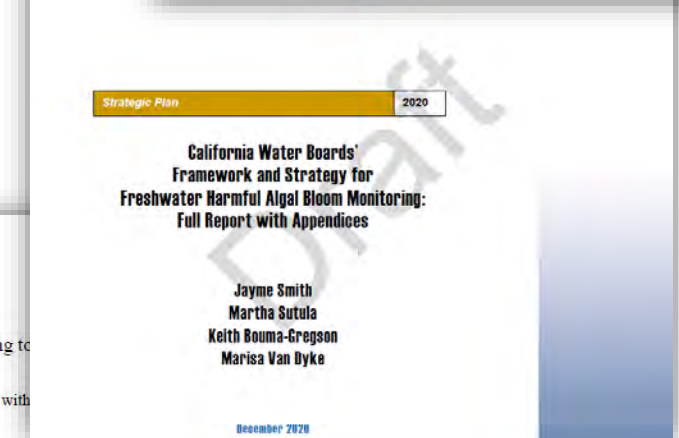 Strategic Plan 2020
California Water Boards'
Framework and Strategy for
Freshwater Harmful Algal Bloom Monitoring:
Full Report with Appendices
Draft
Jayme Smith
Martha Sutula
Keith Bouma-Gregson
Marisa Van Dyke
with
December 2020